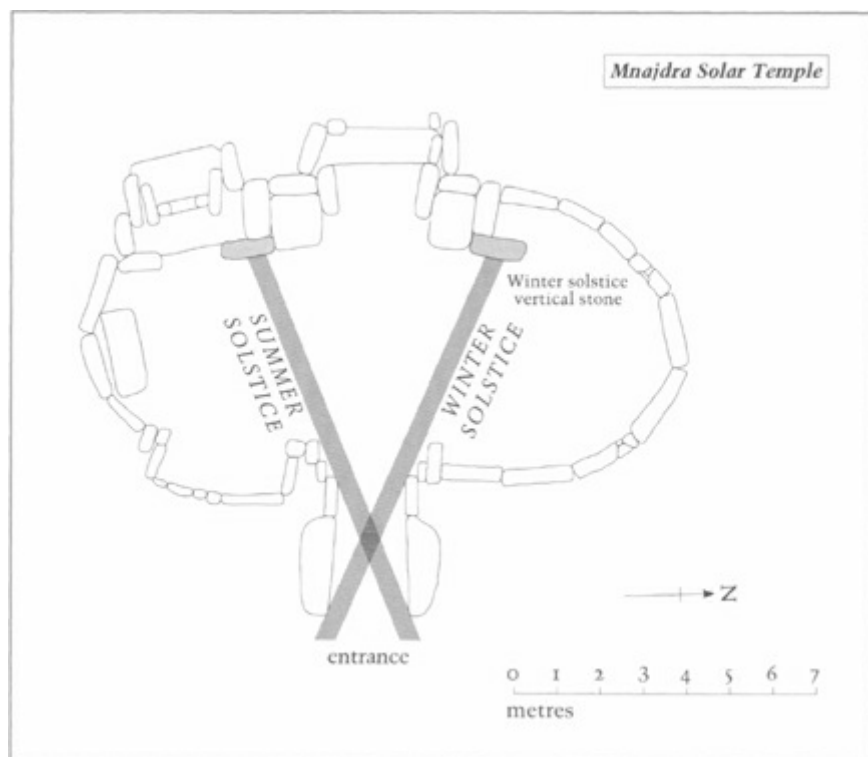 Mnajdra Solar Temple
Winter solstice
vertical stone
SUMMER
SOLSTICE
WINTER
SOLSTICE
entrance
N
0 1 2 3 4 5 6 7
metres